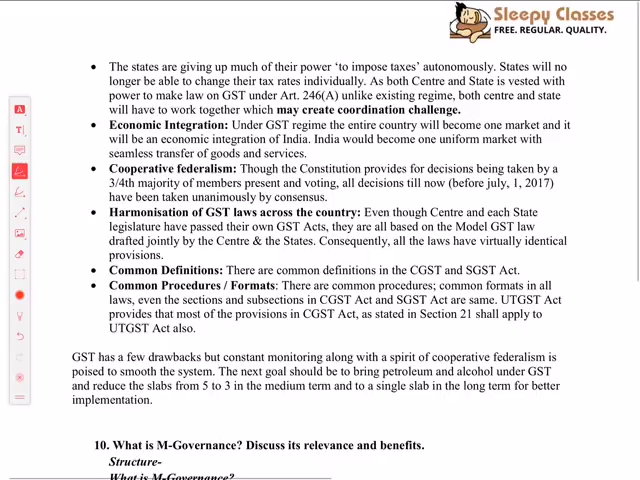 Sleepy Classes
FREE. REGULAR. QUALITY.
• The states are giving up much of their power ‘to impose taxes’ autonomously. States will no
longer be able to change their tax rates individually. As both Centre and State is vested with
power to make law on GST under Art. 246(A) unlike existing regime, both centre and state
will have to work together which may create coordination challenge.
• Economic Integration: Under GST regime the entire country will become one market and it
will be an economic integration of India. India would become one uniform market with
seamless transfer of goods and services.
• Cooperative federalism: Though the Constitution provides for decisions being taken by a
3/4th majority of members present and voting, all decisions till now (before july, 1, 2017)
have been taken unanimously by consensus.
• Harmonisation of GST laws across the country: Even though Centre and each State
legislature have passed their own GST Acts, they are all based on the Model GST law
drafted jointly by the Centre & the States. Consequently, all the laws have virtually identical
provisions.
• Common Definitions: There are common definitions in the CGST and SGST Act.
• Common Procedures / Formats: There are common procedures; common formats in all
laws, even the sections and subsections in CGST Act and SGST Act are same. UTGST Act
provides that most of the provisions in CGST Act, as stated in Section 21 shall apply to
UTGST Act also.
GST has a few drawbacks but constant monitoring along with a spirit of cooperative federalism is
poised to smooth the system. The next goal should be to bring petroleum and alcohol under GST
and reduce the slabs from 5 to 3 in the medium term and to a single slab in the long term for better
implementation.
10. What is M-Governance? Discuss its relevance and benefits.
Structure-
What is M-Governance?